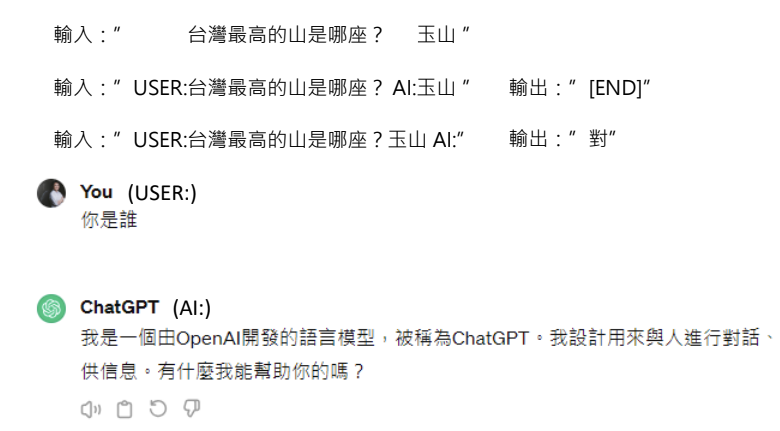 輸入：” 台灣最高的山是哪座？ 玉山 ”
輸入：” USER:台灣最高的山是哪座？ AI:玉山 ” 輸出：” [END]”
輸入：” USER:台灣最高的山是哪座？玉山 AI:” 輸出：” 對”
You (USER:)
你是誰
ChatGPT (AI:)
我是一個由OpenAI開發的語言模型，被稱為ChatGPT。我設計用來與人進行對話、
供信息。有什麼我能幫助你的嗎？